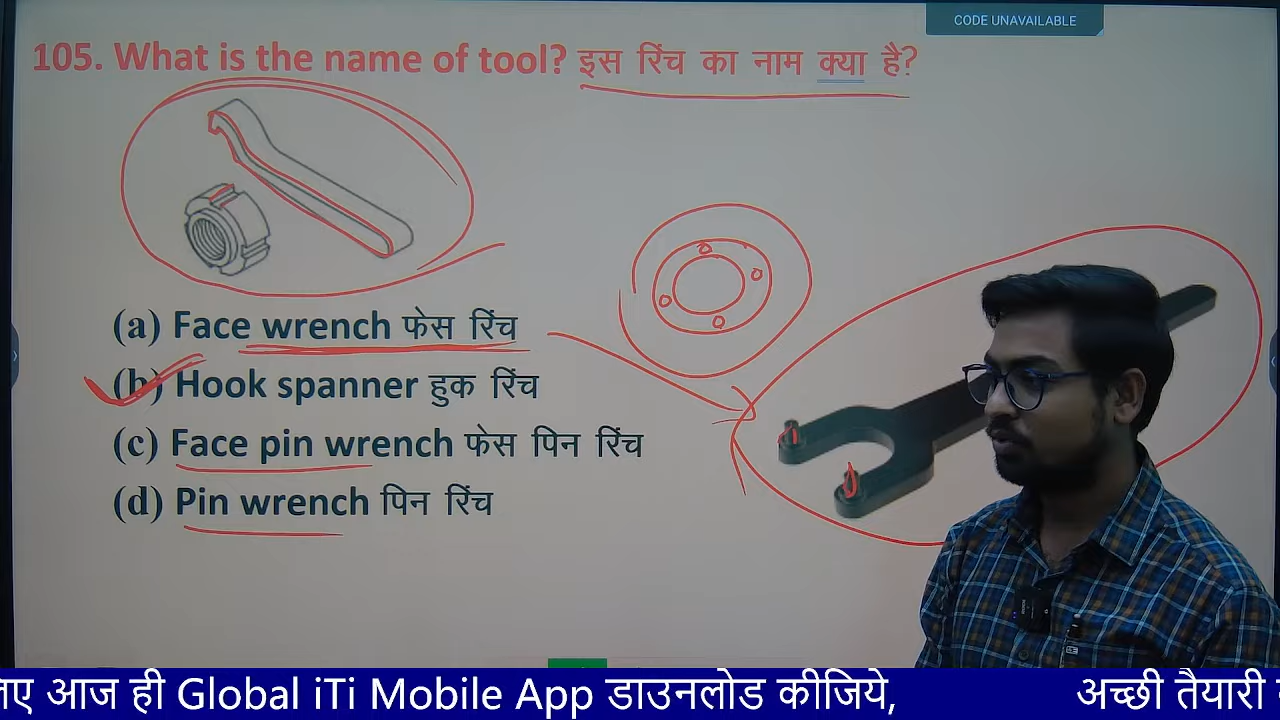 CODE UNAVAILABLE
105. What is the name of tool? इस रिंच का नाम क्या है?
(a) Face wrench फेस रिंच
(b) Hook spanner हुक रिंच
(c) Face pin wrench फेस पिन रिंच
(d) Pin wrench पिन रिंच
आज ही Global iTi Mobile App डाउनलोड कीजिये, अच्छी तैयारी